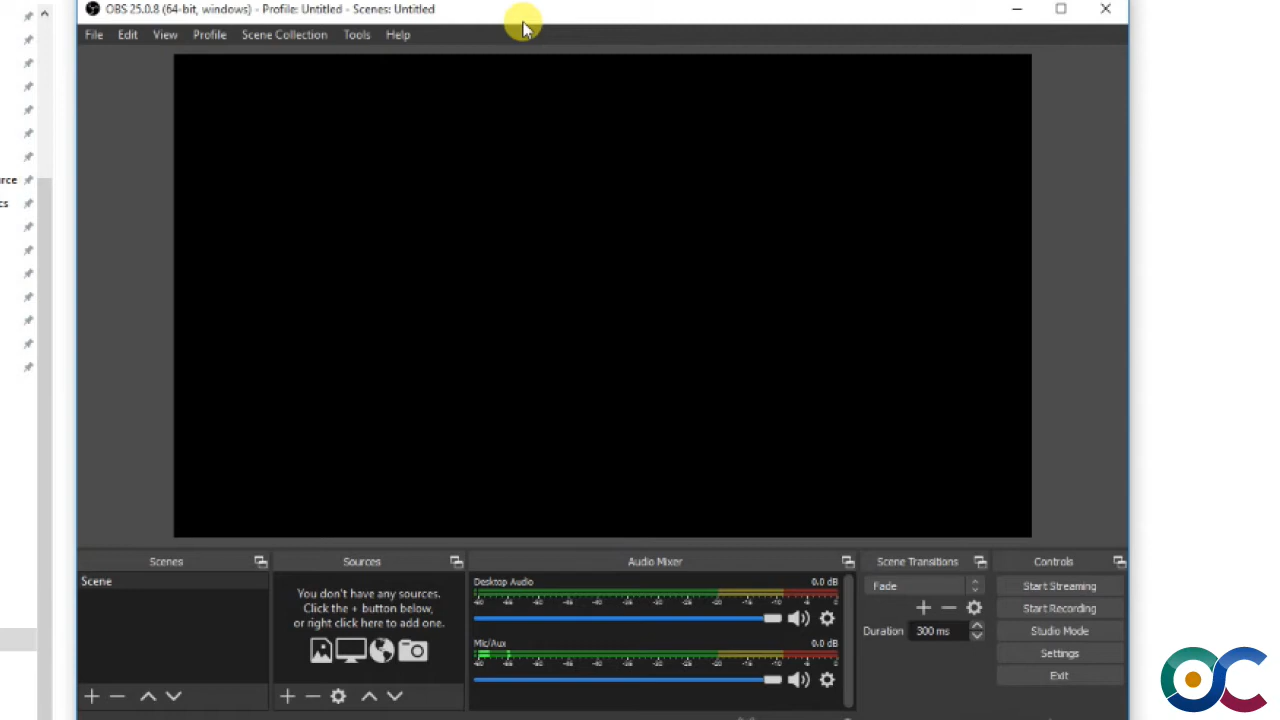 OBS 25.0.8 (64-bit, windows) - Profile: Untitled - Scenes: Untitled
File Edit View Profile Scene Collection Tools Help
rce
cs
Scenes
Sources
Audio Mixer
Scene Transitions
Controls
Scene
You don't have any sources.
Click the + button below,
or right click here to add one.
Desktop Audio 0.0 dB
Mic/Aux 0.0 dB
Fade
Duration 300 ms
Start Streaming
Start Recording
Studio Mode
Settings
Exit
OC